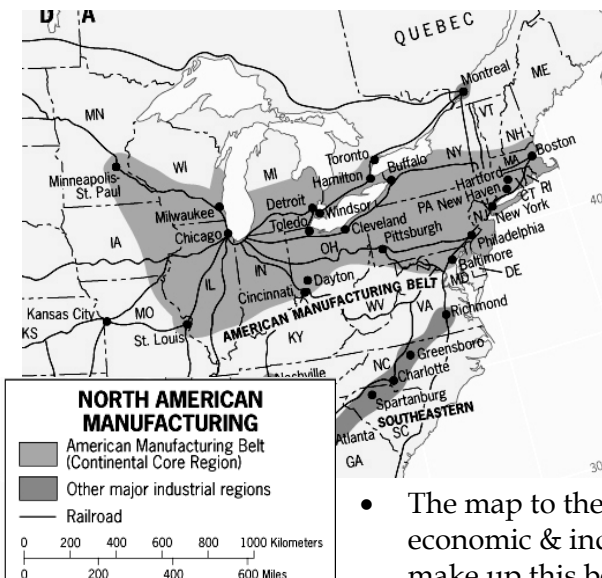 D A
QUEBEC
Montreal
ME
MN
VT
NH
WI
Toronto
Buffalo
NY
MA
Boston
Minneapolis-
St. Paul
MI
Hamilton
Hartford
Detroit
Windsor
PA
New Haven
CT
RI
Milwaukee
NJ
New York
40
IA
Chicago
Toledo
Cleveland
OH
Pittsburgh
Philadelphia
IL
IN
Dayton
Baltimore
MD
DE
Cincinnati
Kansas City
MO
AMERICAN MANUFACTURING BELT
WV
VA
Richmond
KS
St. Louis
KY
Greensboro
NC
Nashville
Charlotte
Spartanburg
SOUTHEASTERN
Atlanta
SC
GA
30
NORTH AMERICAN
MANUFACTURING
American Manufacturing Belt
(Continental Core Region)
Other major industrial regions
Railroad
0 200 400 600 800 1000 Kilometers
0 200 400 600 Miles
• The map to the
economic &
make up this